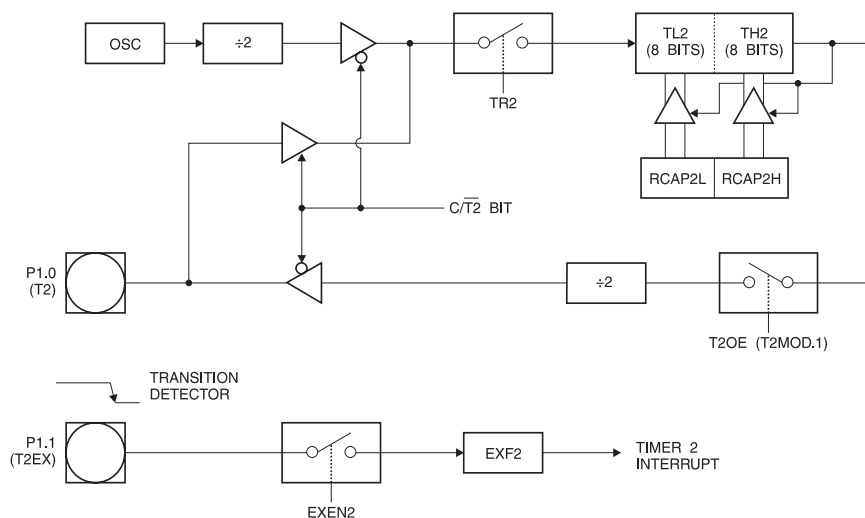 OSC
÷2
TR2
TL2
(8 BITS)
TH2
(8 BITS)
RCAP2L
RCAP2H
C/T2̅ BIT
P1.0
(T2)
÷2
T2OE (T2MOD.1)
TRANSITION
DETECTOR
P1.1
(T2EX)
EXEN2
EXF2
TIMER 2
INTERRUPT